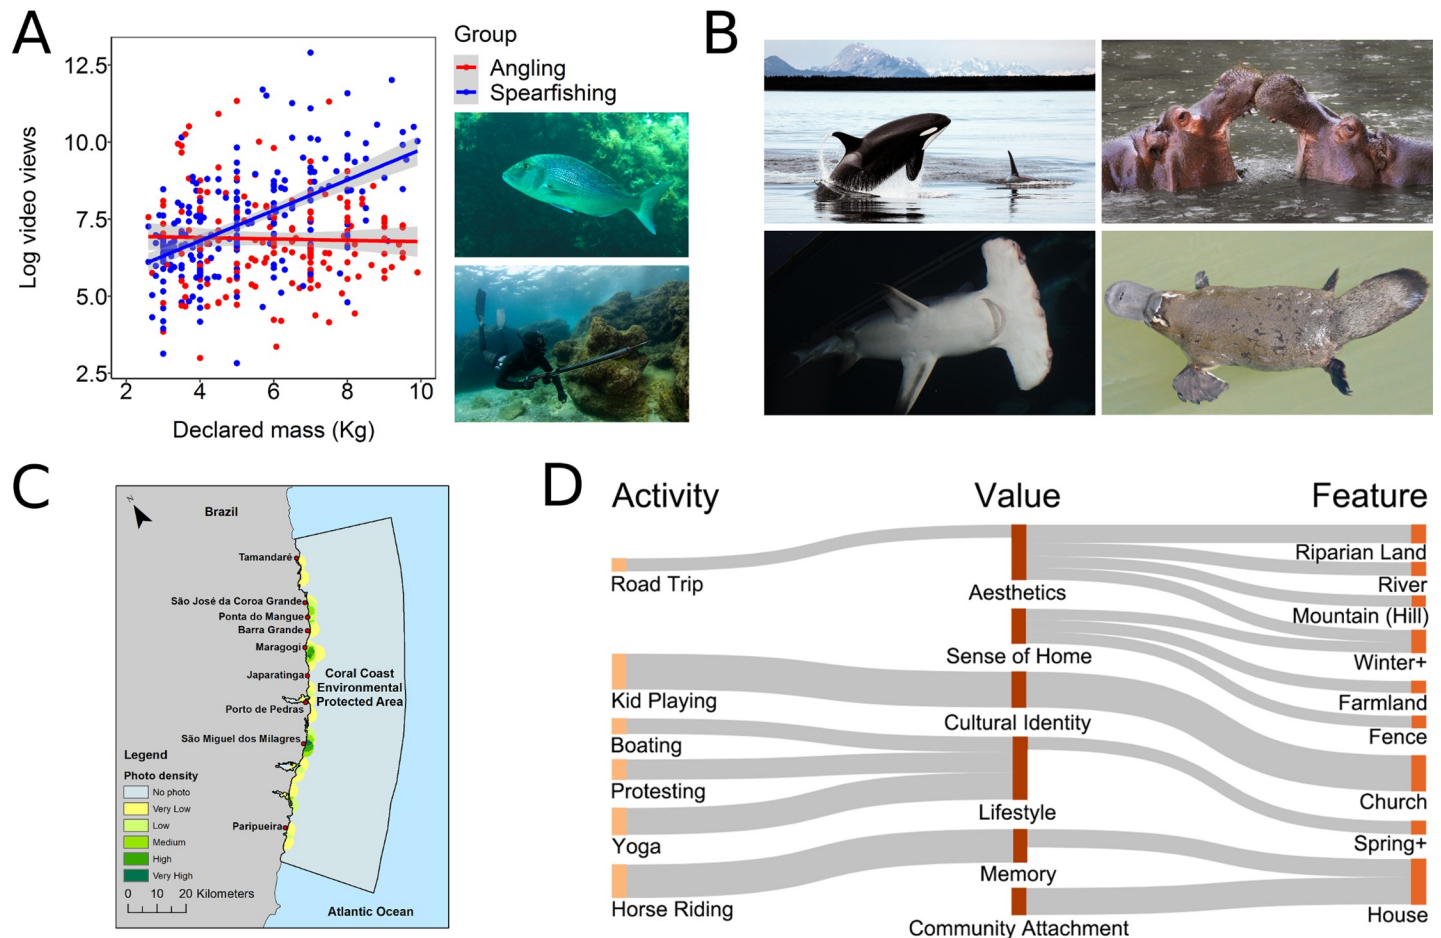 A
Log video views
12.5
10.0
7.5
5.0
2.5
2
4
6
8
10
Declared mass (Kg)
Group
Angling
Spearfishing
B
C
N
Brazil
Tamandaré
São José da Coroa Grande
Ponta do Mangue
Barra Grande
Maragogi
Japaratinga
Porto de Pedras
São Miguel dos Milagres
Paripueira
Coral Coast
Environmental
Protected Area
Legend
Photo density
No photo
Very Low
Low
Medium
High
Very High
0 10 20 Kilometers
Atlantic Ocean
D
Activity
Value
Feature
Road Trip
Kid Playing
Boating
Protesting
Yoga
Horse Riding
Aesthetics
Sense of Home
Cultural Identity
Lifestyle
Memory
Community Attachment
Riparian Land
River
Mountain (Hill)
Winter+
Farmland
Fence
Church
Spring+
House